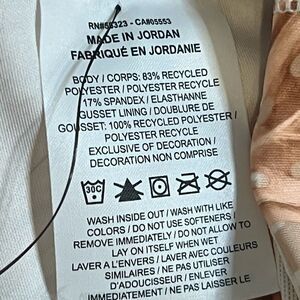 RN#56323 - CA#05553
MADE IN JORDAN
FABRIQUÉ EN JORDANIE
BODY / CORPS: 83% RECYCLED
POLYESTER / POLYESTER RECYCLE
17% SPANDEX / ELASTHANNE
GUSSET LINING / DOUBLURE DE
GOUSSET: 100% RECYCLED POLYESTER /
POLYESTER RECYCLE
EXCLUSIVE OF DECORATION /
DECORATION NON COMPRISE
30C
WASH INSIDE OUT / WASH WITH LIKE
COLORS / DO NOT USE SOFTENERS /
REMOVE IMMEDIATELY / DO NOT ALLOW TO
LAY ON ITSELF WHEN WET
LAVER A L'ENVERS / LAVER AVEC COULEURS
SIMILAIRES / NE PAS UTILISER
D'ADOUCISSEUR / ENLEVER
IMMÉDIATEMENT / NE PAS LAISSER LE